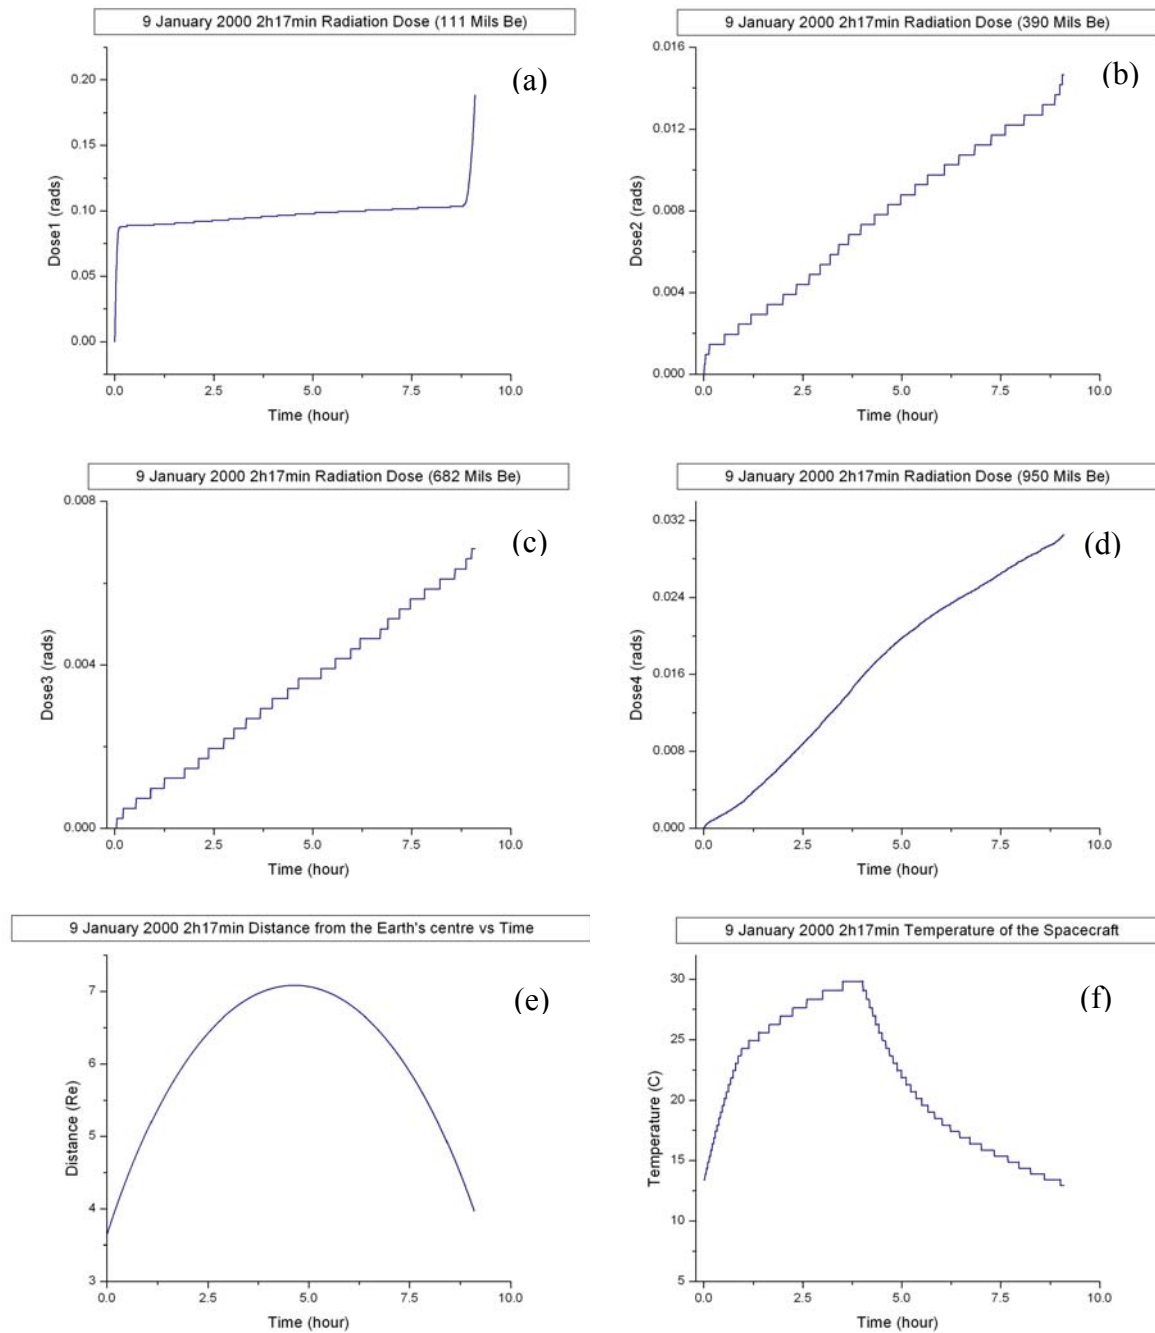 9 January 2000 2h17min Radiation Dose (111 Mils Be)
(a)
0.20
0.15
0.10
0.05
0.00
Dose1 (rads)
0.0 2.5 5.0 7.5 10.0
Time (hour)
9 January 2000 2h17min Radiation Dose (390 Mils Be)
(b)
0.016
0.012
0.008
0.004
0.000
Dose2 (rads)
0.0 2.5 5.0 7.5 10.0
Time (hour)
9 January 2000 2h17min Radiation Dose (682 Mils Be)
(c)
0.008
0.004
0.000
Dose3 (rads)
0.0 2.5 5.0 7.5 10.0
Time (hour)
9 January 2000 2h17min Radiation Dose (950 Mils Be)
(d)
0.032
0.024
0.016
0.008
0.000
Dose4 (rads)
0.0 2.5 5.0 7.5 10.0
Time (hour)
9 January 2000 2h17min Distance from the Earth's centre vs Time
(e)
7
6
5
4
3
Distance (Re)
0.0 2.5 5.0 7.5 10.0
Time (hour)
9 January 2000 2h17min Temperature of the Spacecraft
(f)
30
25
20
15
10
5
Temperature (C)
0.0 2.5 5.0 7.5 10.0
Time (hour)